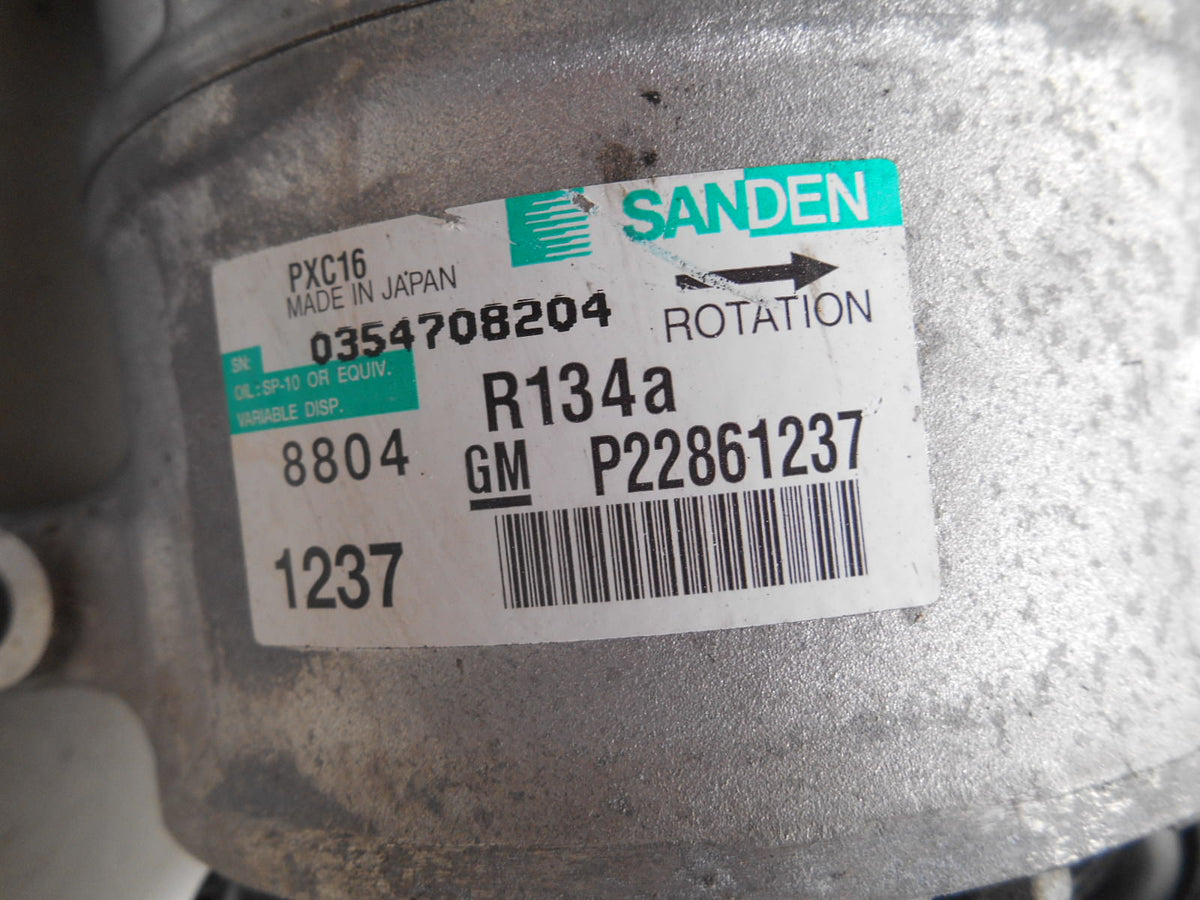 SANDEN
PXC16
MADE IN JAPAN
ROTATION
SN: 0354708204
OIL : SP-10 OR EQUIV.
VARIABLE DISP.
R134a
8804
GM P22861237
1237